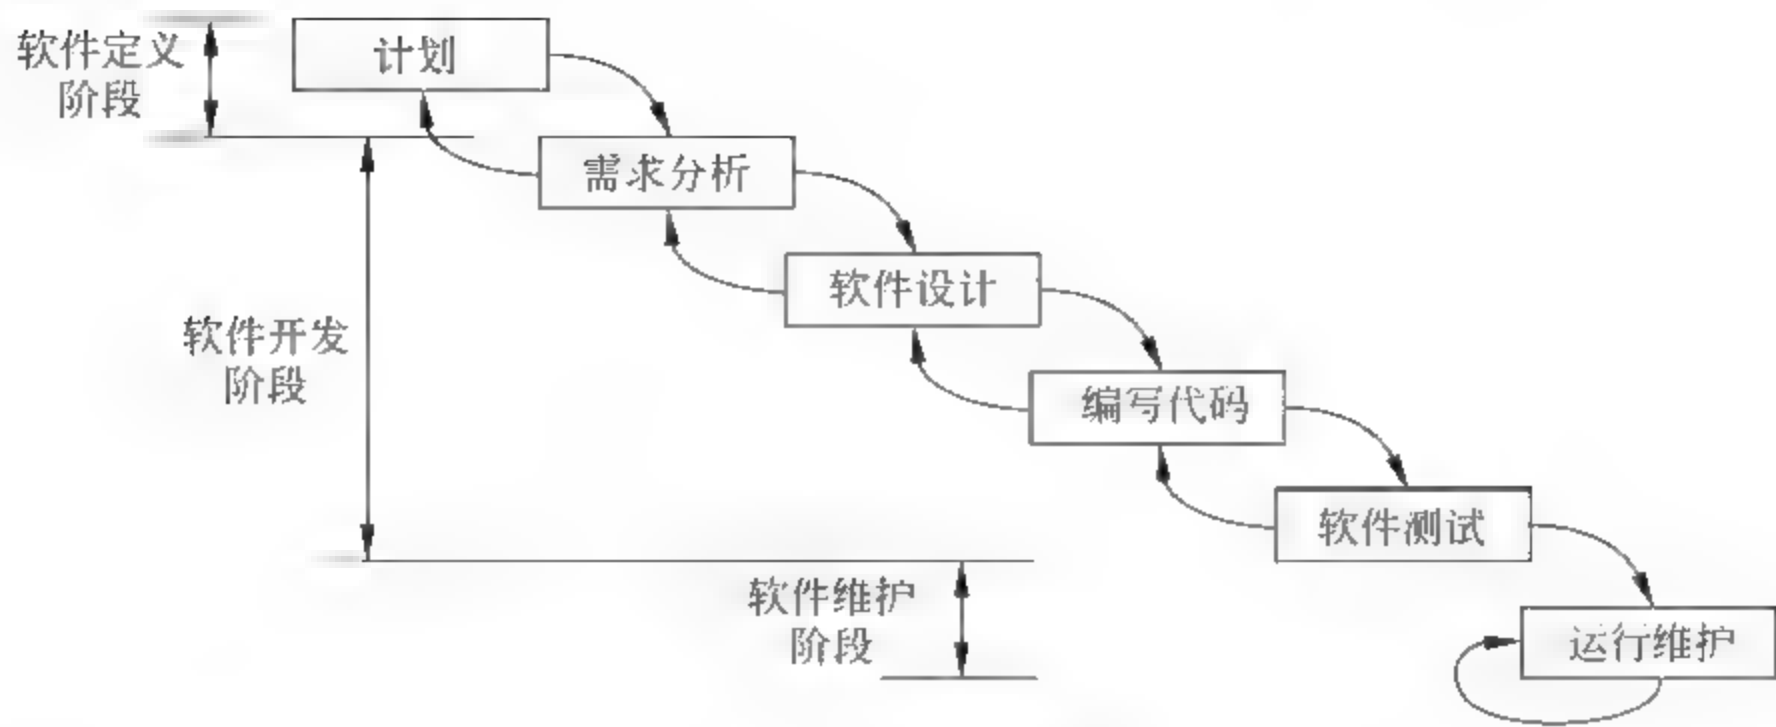 软件定义
阶段
计划
需求分析
软件设计
软件开发
阶段
编写代码
软件测试
软件维护
阶段
运行维护